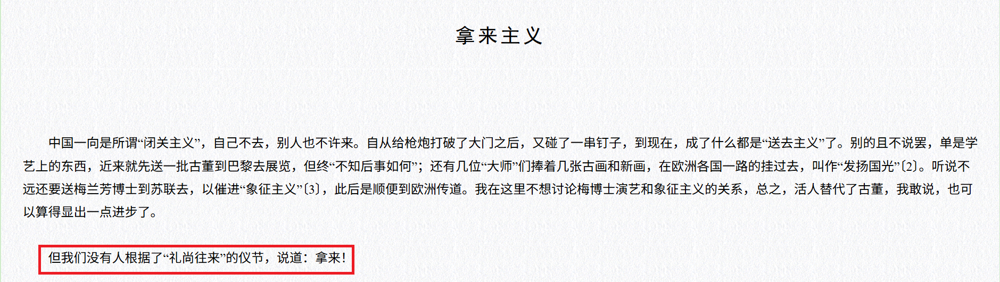 拿来主义
中国一向是所谓“闭关主义”，自己不去，别人也不许来。自从给枪炮打破了大门之后，又碰了一串钉子，到现在，成了什么都是“送去主义”了。别的且不说罢，单是学
艺上的东西，近来就先送一批古董到巴黎去展览，但终“不知后事如何”；还有几位“大师”们捧着几张古画和新画，在欧洲各国一路的挂过去，叫作“发扬国光”〔2〕。听说不
远还要送梅兰芳博士到苏联去，以催进“象征主义”〔3〕，此后是顺便到欧洲传道。我在这里不想讨论梅博士演艺和象征主义的关系，总之，活人替代了古董，我敢说，也可
以算得显出一点进步了。
但我们没有人根据了“礼尚往来”的仪节，说道：拿来！